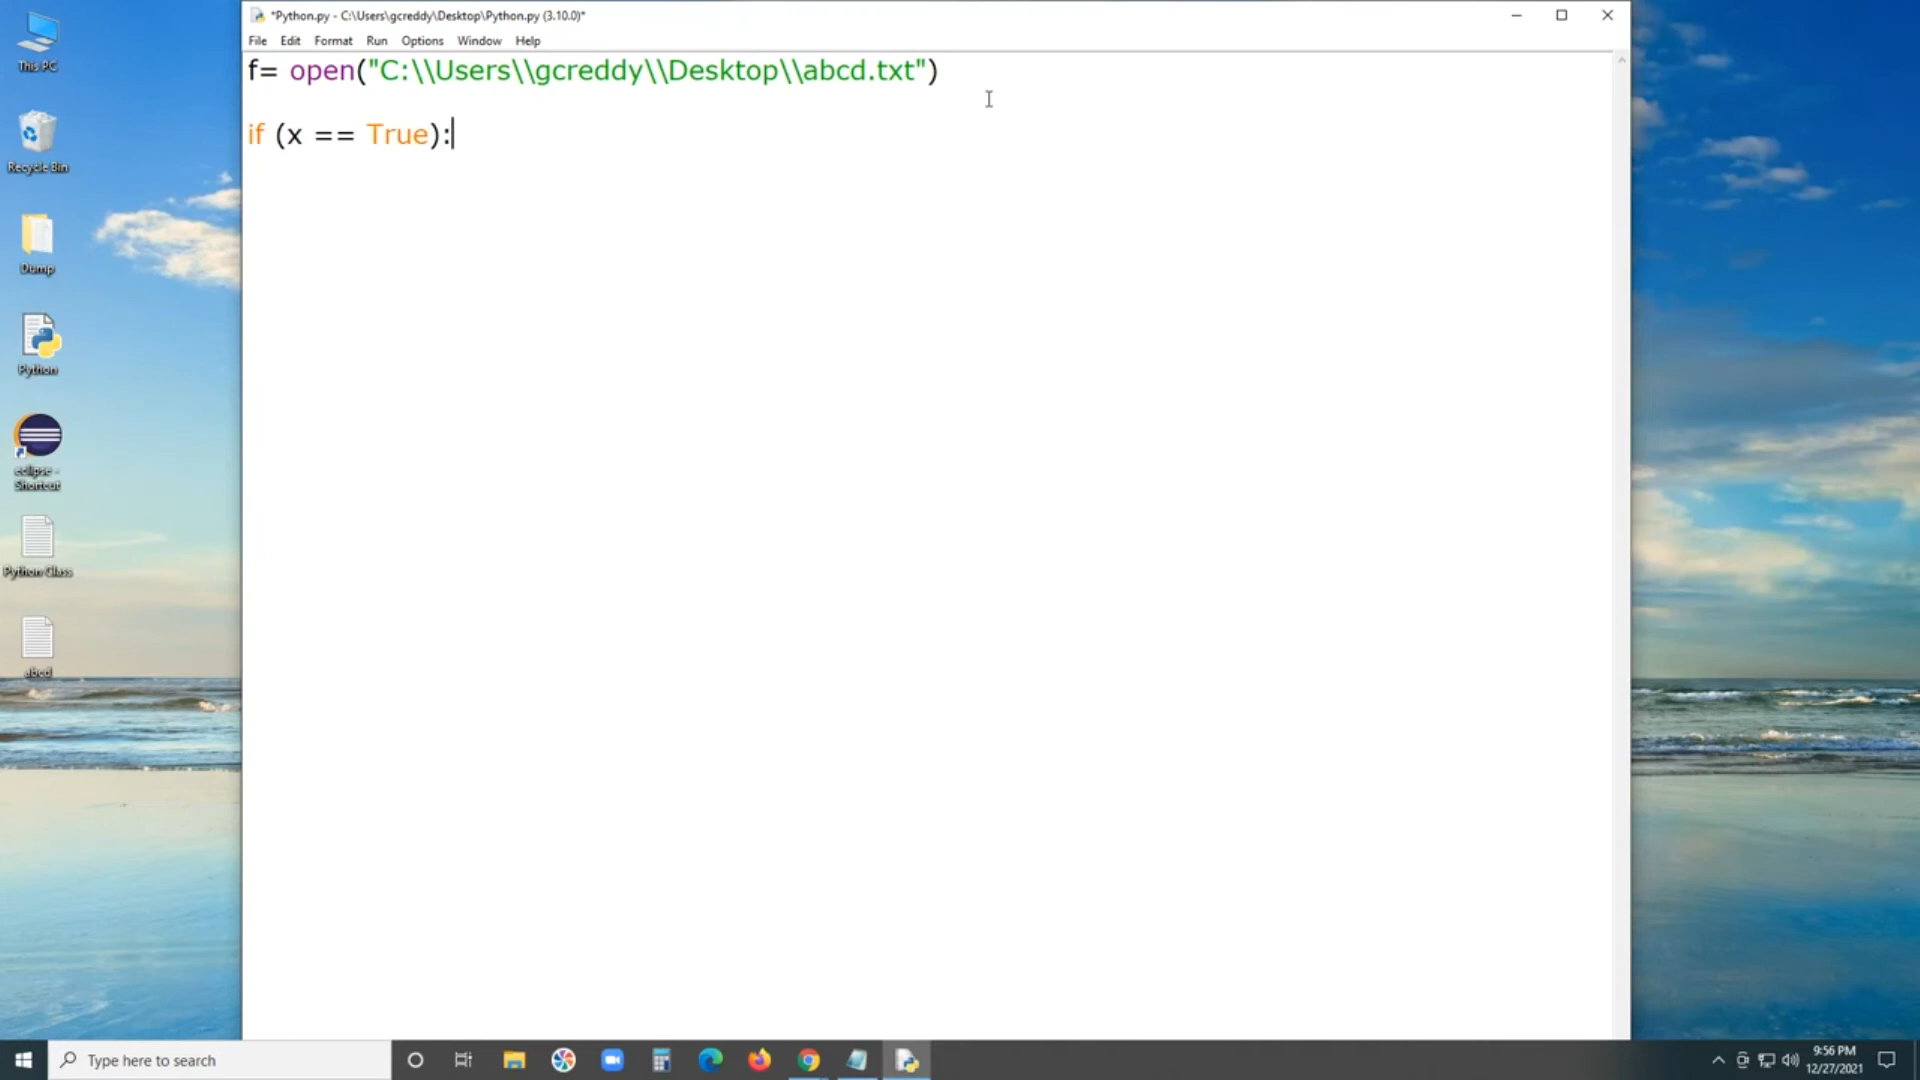 *Python.py - C:\Users\gcreddy\Desktop\Python.py (3.10.0)*
File Edit Format Run Options Window Help
f= open("C:\\Users\\gcreddy\\Desktop\\abcd.txt")
if (x == True):
This PC
Recycle Bin
Dump
Python
eclipse -
Shortcut
Python Class
abcd
Type here to search
9:56 PM
12/27/2021